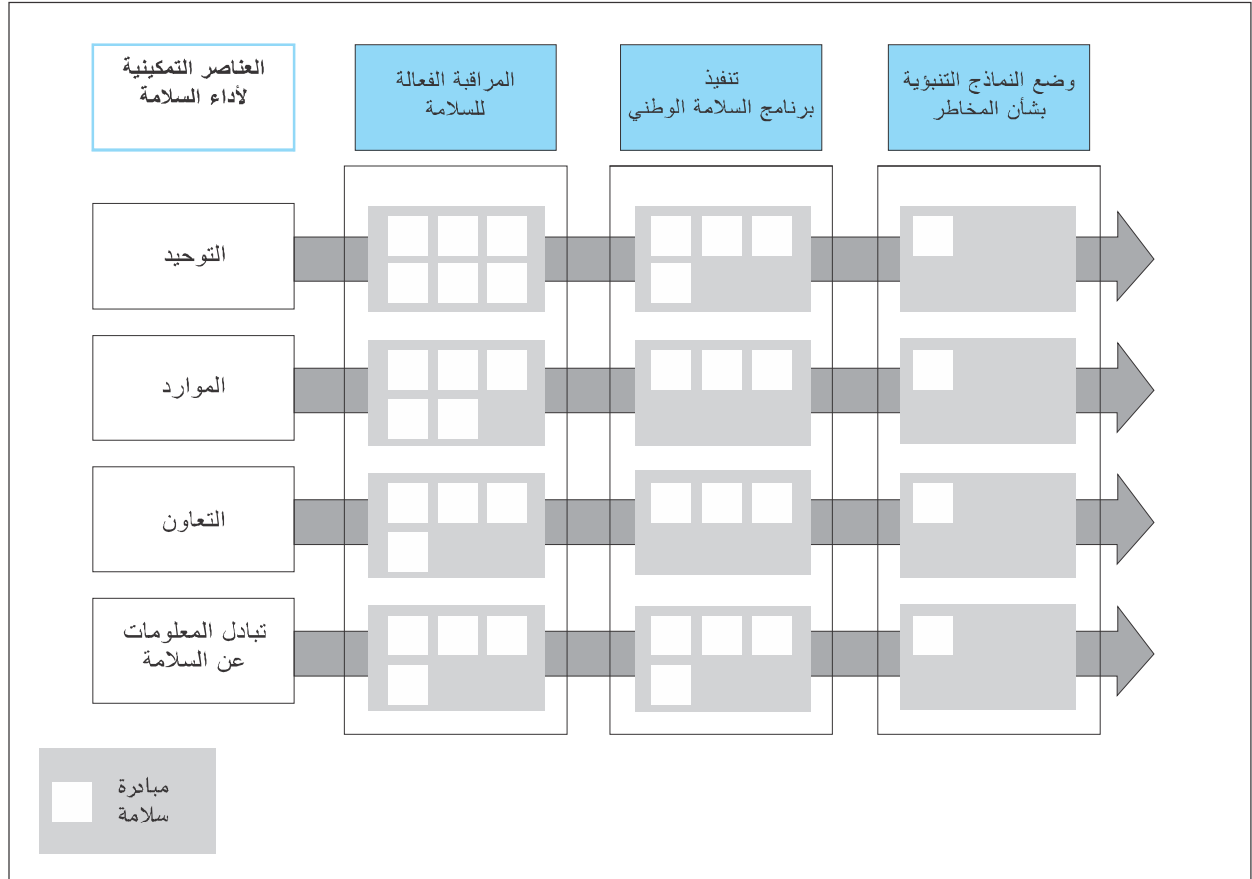 العناصر التمكينية
لأداء السلامة
المراقبة الفعالة
للسلامة
تنفيذ
برنامج السلامة الوطني
وضع النماذج التنبؤية
بشأن المخاطر
التوحيد
الموارد
التعاون
تبادل المعلومات
عن السلامة
مبادرة
سلامة